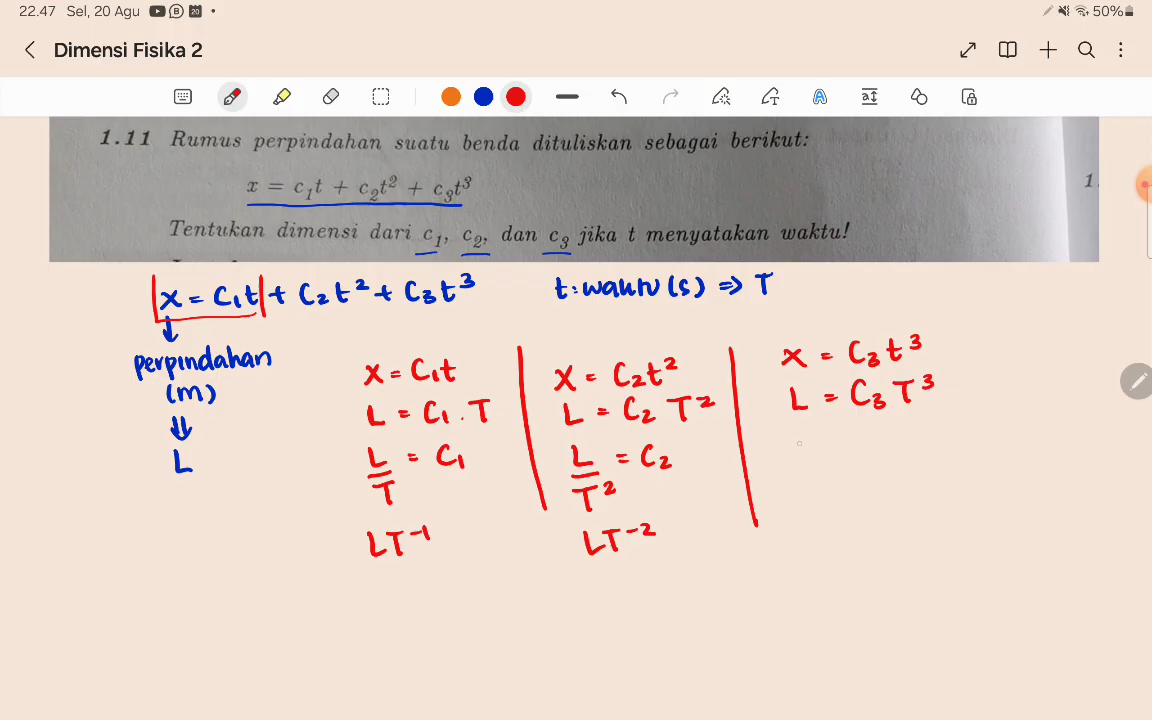 22.47 Sel, 20 Agu
50%
Dimensi Fisika 2
1.11 Rumus perpindahan suatu benda dituliskan sebagai berikut:
x = c₁t + c₂t² + c₃t³
1
Tentukan dimensi dari c₁, c₂, dan c₃ jika t menyatakan waktu!
x = C₁t + C₂t² + C₃t³
t: waktu (s) => T
perpindahan
(m)
L
x = C₁t
L = C₁ . T
L/T = C₁
LT⁻¹
x = C₂t²
L = C₂ T²
L/T² = C₂
LT⁻²
x = C₃t³
L = C₃T³